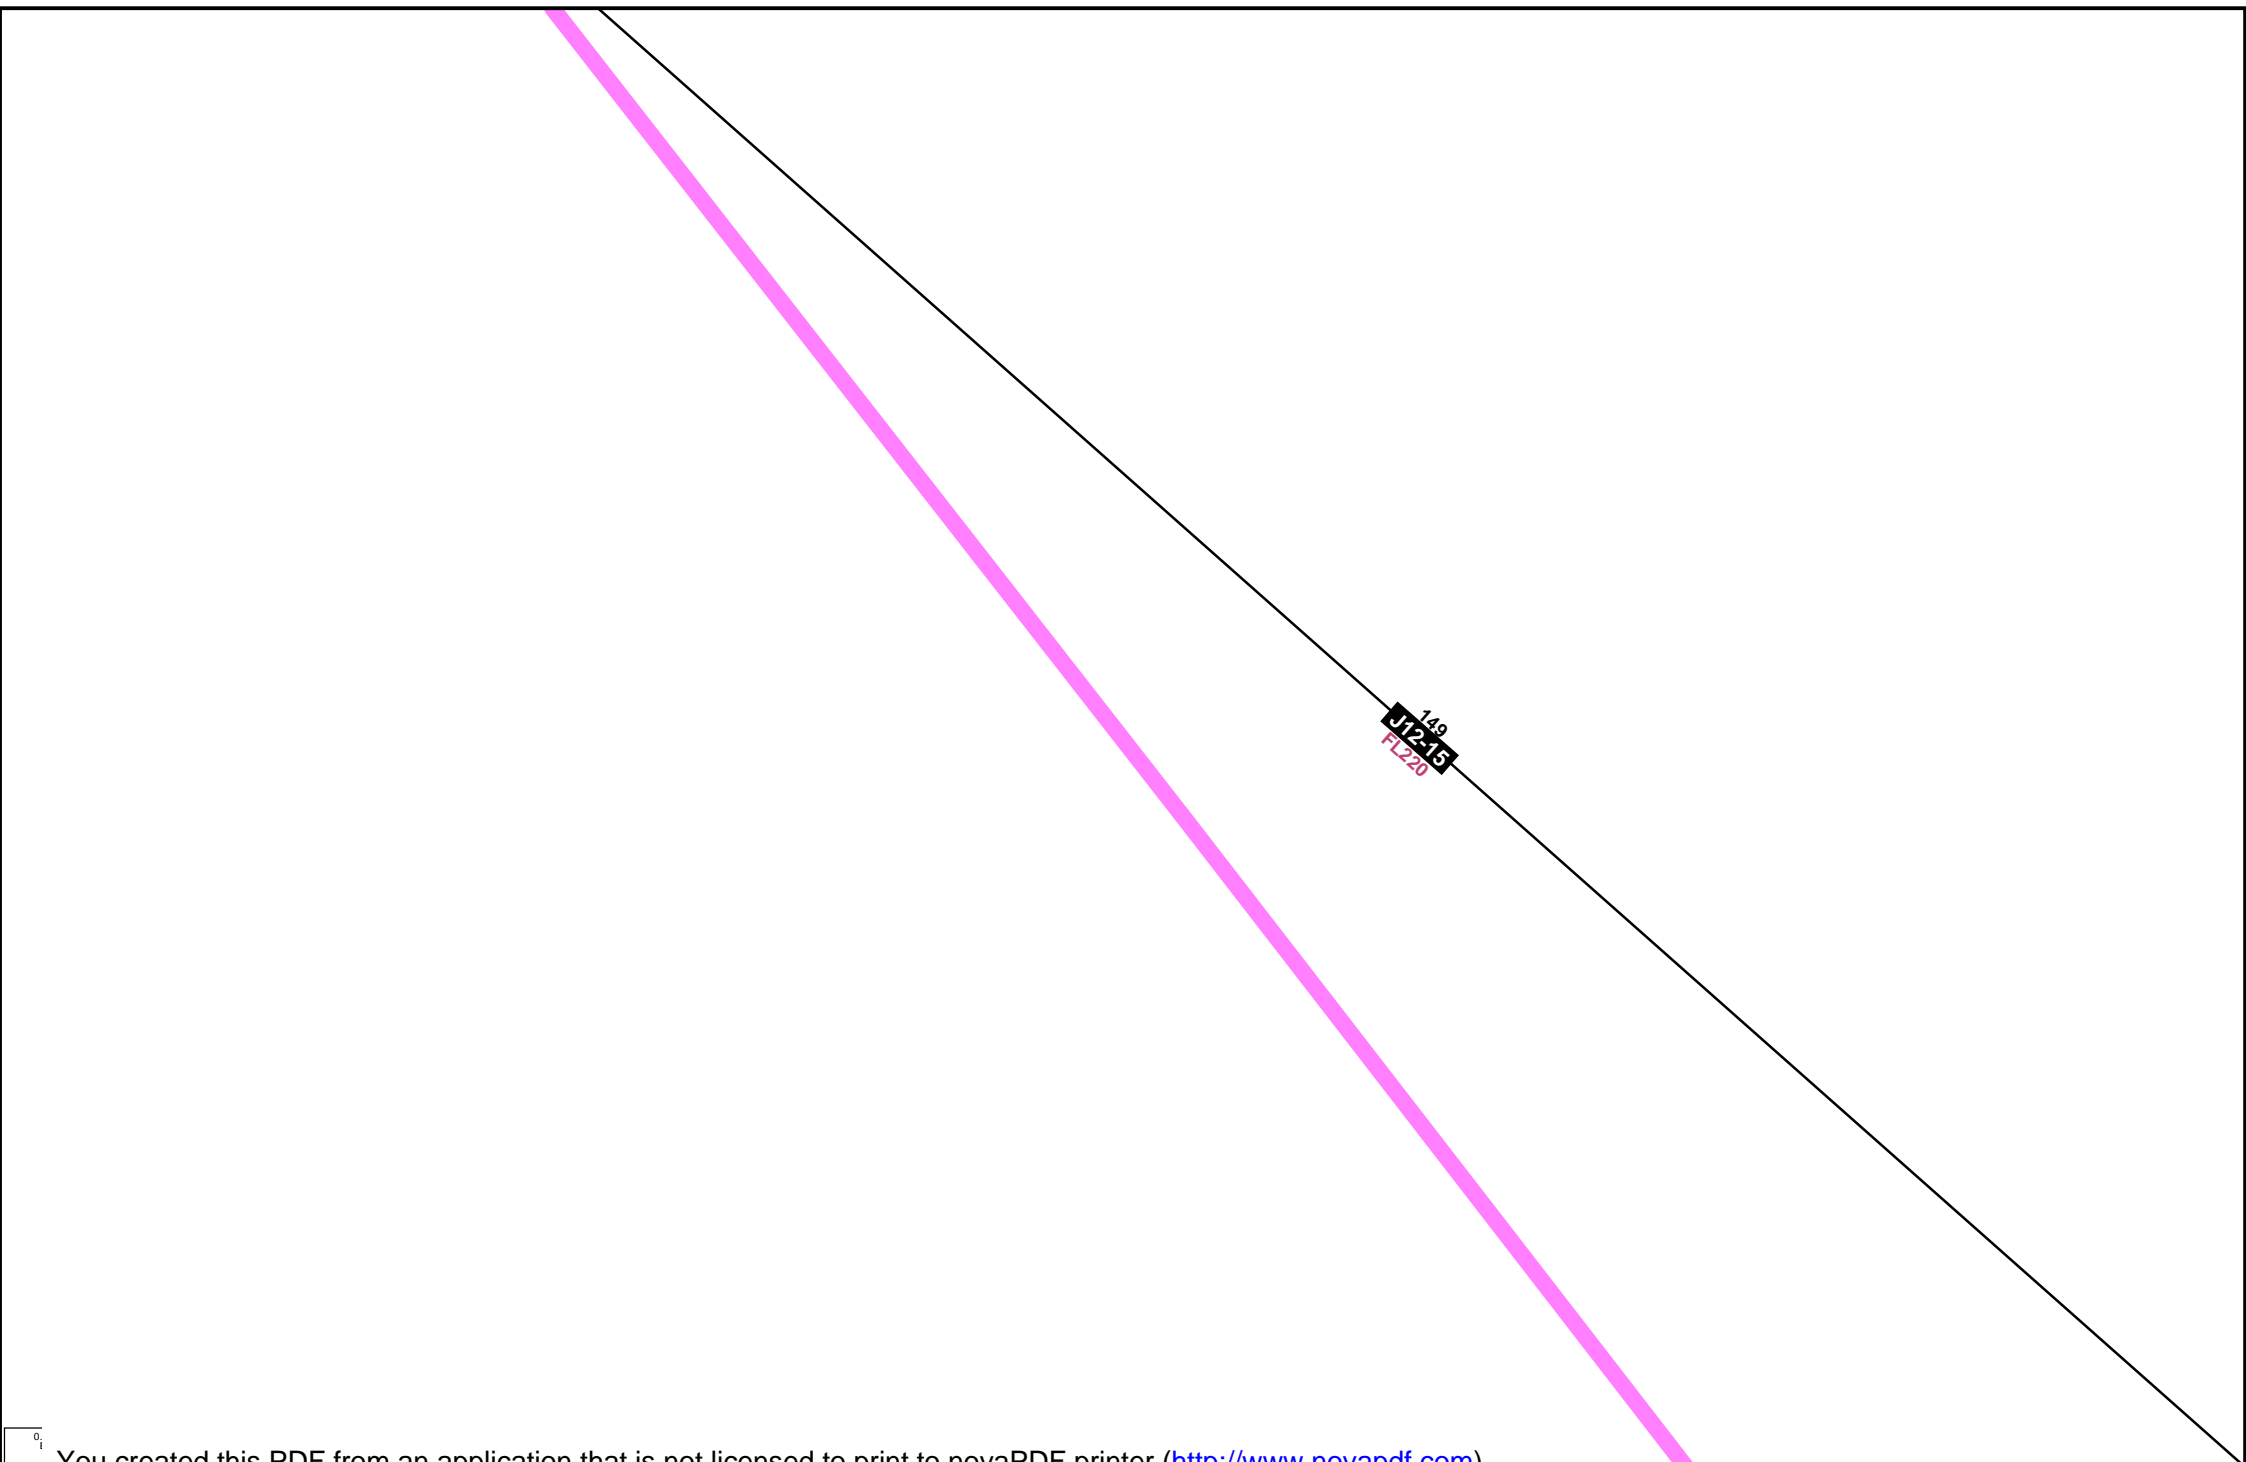 149
J12-15
FL220
0.
You created this PDF from an application that is not licensed to print to novaPDF printer (http://www.novapdf.com)